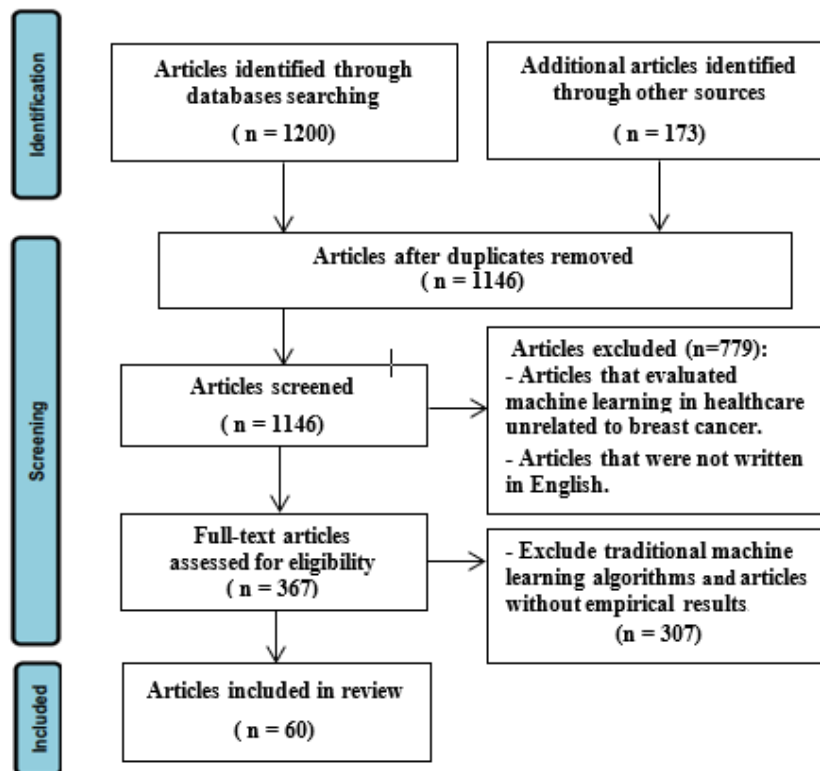 Identification
Articles identified through
databases searching
( n = 1200)
Additional articles identified
through other sources
( n = 173)
Screening
Articles after duplicates removed
( n = 1146)
Articles screened
( n = 1146)
Articles excluded (n=779):
- Articles that evaluated
machine learning in healthcare
unrelated to breast cancer.
- Articles that were not written
in English.
Full-text articles
assessed for eligibility
( n = 367)
- Exclude traditional machine
learning algorithms and articles
without empirical results
(n = 307)
Included
Articles included in review
( n = 60)